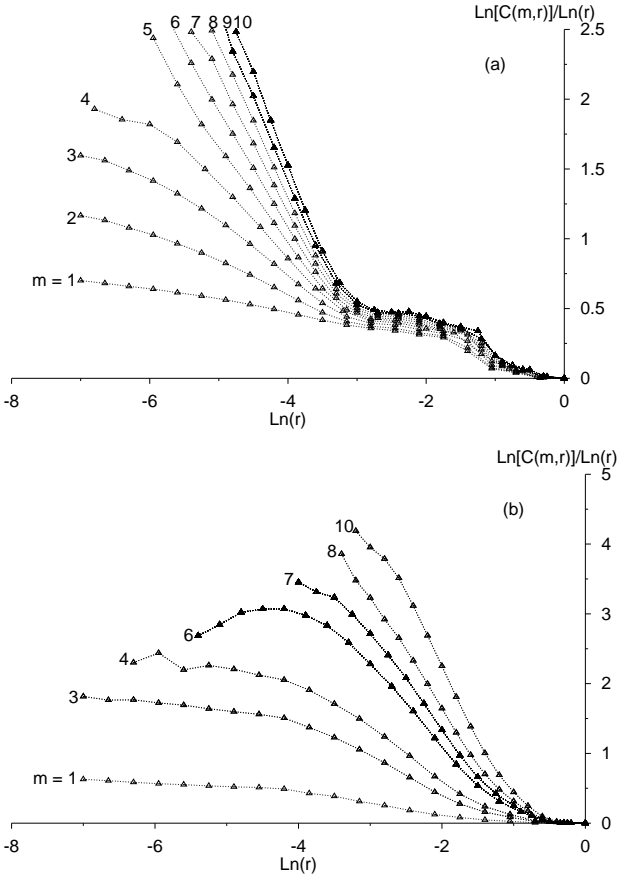 Ln[C(m,r)]/Ln(r)
4 5 6 7 8 9 10 2.5
(a)
2
3
1.5
2
1
m = 1
0.5
0
-8 -6 -4 -2 0
Ln(r)
Ln[C(m,r)]/Ln(r)
5
(b)
10
8 4
7
6 3
4
3 2
m = 1 1
0
-8 -6 -4 -2 0
Ln(r)